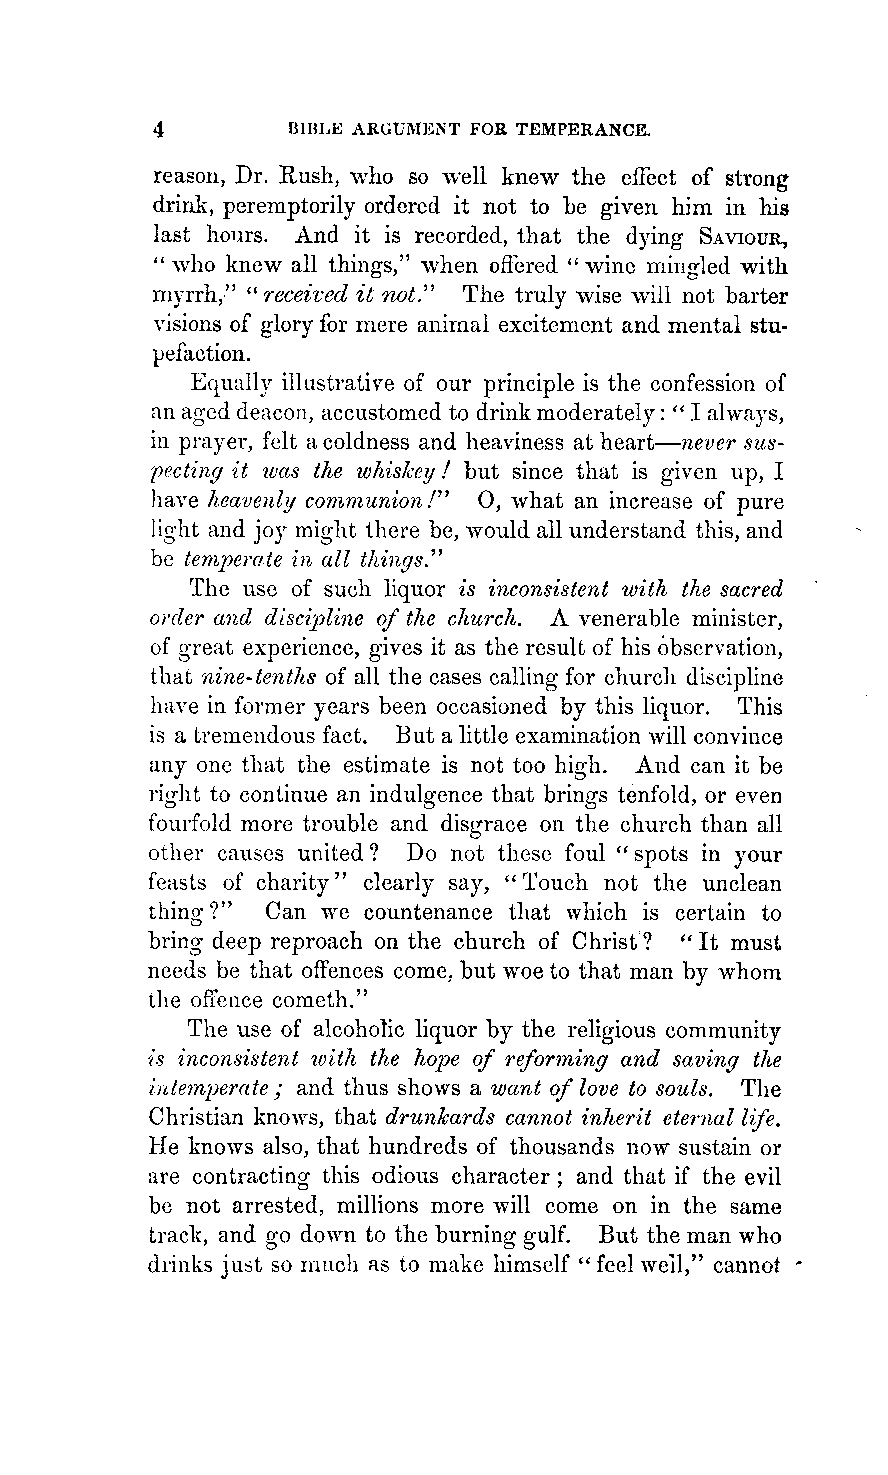 4 BIBLE ARGUMENT FOR TEMPERANCE.
reason, Dr. Rush, who so well knew the effect of strong
drink, peremptorily ordered it not to be given him in his
last hours. And it is recorded, that the dying SAVIOUR,
“ who knew all things,” when offered “ wine mingled with
myrrh,” “ received it not.” The truly wise will not barter
visions of glory for mere animal excitement and mental stu-
pefaction.
Equally illustrative of our principle is the confession of
an aged deacon, accustomed to drink moderately: “ I always,
in prayer, felt a coldness and heaviness at heart—never sus-
pecting it was the whiskey! but since that is given up, I
have heavenly communion!” O, what an increase of pure
light and joy might there be, would all understand this, and
be temperate in all things.”
The use of such liquor is inconsistent with the sacred
order and discipline of the church. A venerable minister,
of great experience, gives it as the result of his observation,
that nine-tenths of all the cases calling for church discipline
have in former years been occasioned by this liquor. This
is a tremendous fact. But a little examination will convince
any one that the estimate is not too high. And can it be
right to continue an indulgence that brings tenfold, or even
fourfold more trouble and disgrace on the church than all
other causes united? Do not these foul “ spots in your
feasts of charity” clearly say, “ Touch not the unclean
thing?” Can we countenance that which is certain to
bring deep reproach on the church of Christ? “ It must
needs be that offences come, but woe to that man by whom
the offence cometh.”
The use of alcoholic liquor by the religious community
is inconsistent with the hope of reforming and saving the
intemperate; and thus shows a want of love to souls. The
Christian knows, that drunkards cannot inherit eternal life.
He knows also, that hundreds of thousands now sustain or
are contracting this odious character; and that if the evil
be not arrested, millions more will come on in the same
track, and go down to the burning gulf. But the man who
drinks just so much as to make himself “ feel well,” cannot